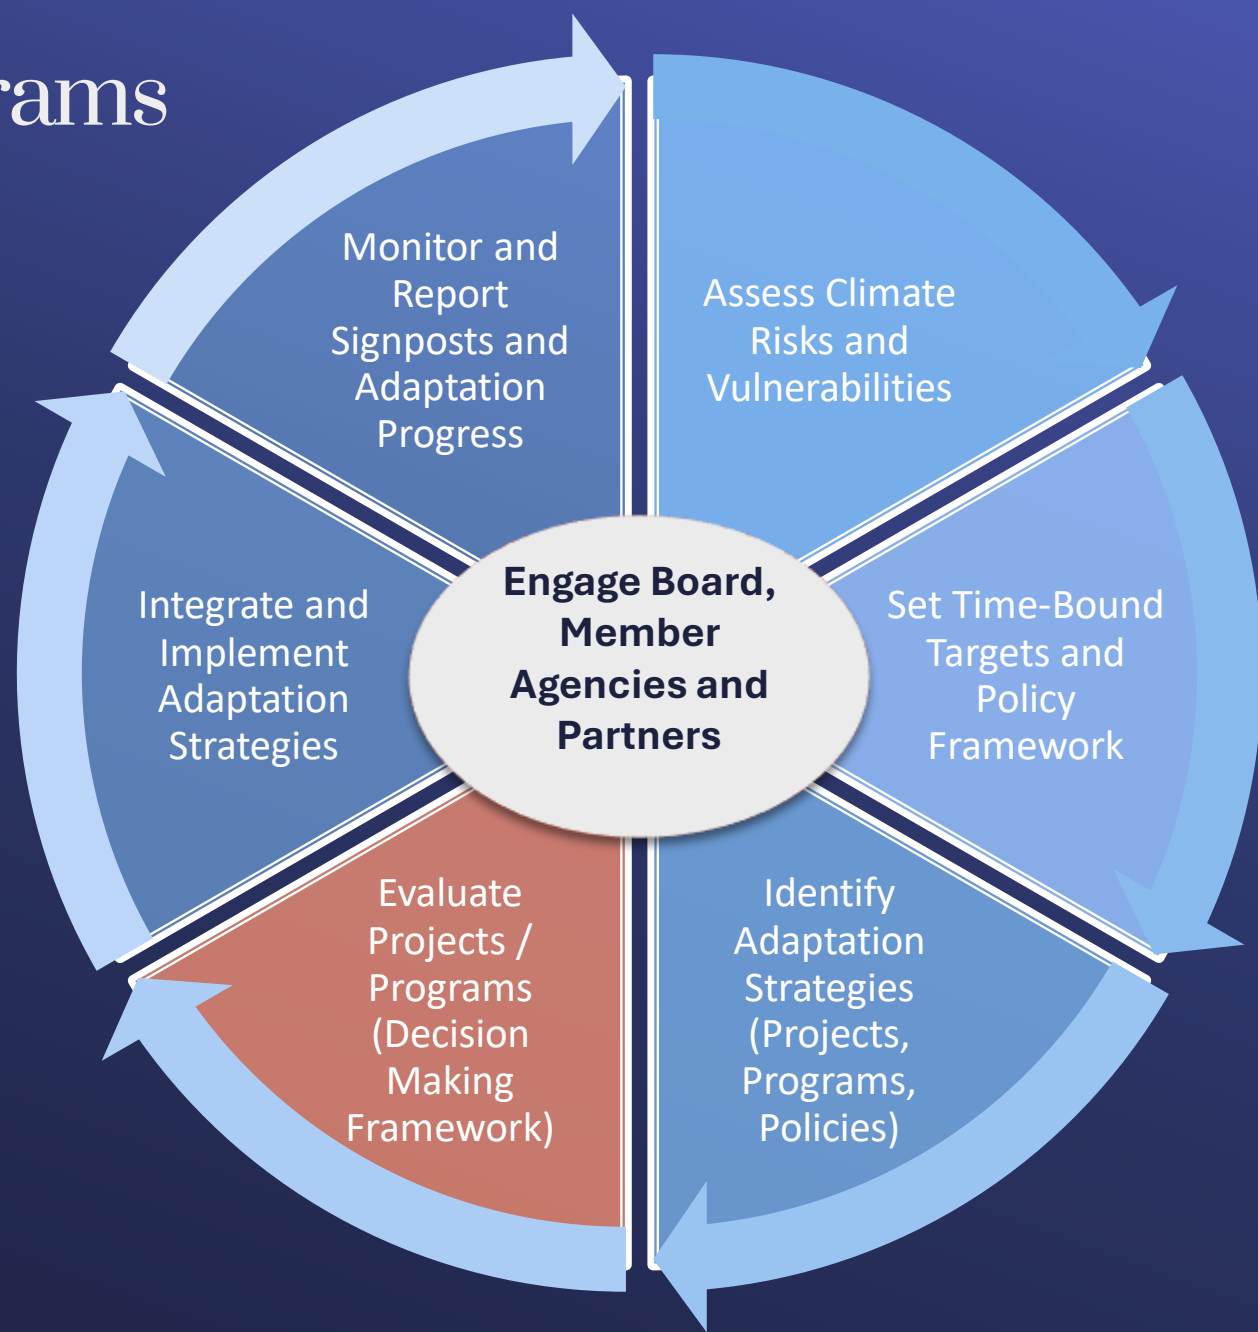 Monitor and
Report
Signposts and
Adaptation
Progress
Assess Climate
Risks and
Vulnerabilities
Engage Board,
Member
Agencies and
Partners
Integrate and
Implement
Adaptation
Strategies
Set Time-Bound
Targets and
Policy
Framework
Evaluate
Projects /
Programs
(Decision
Making
Framework)
Identify
Adaptation
Strategies
(Projects,
Programs,
Policies)